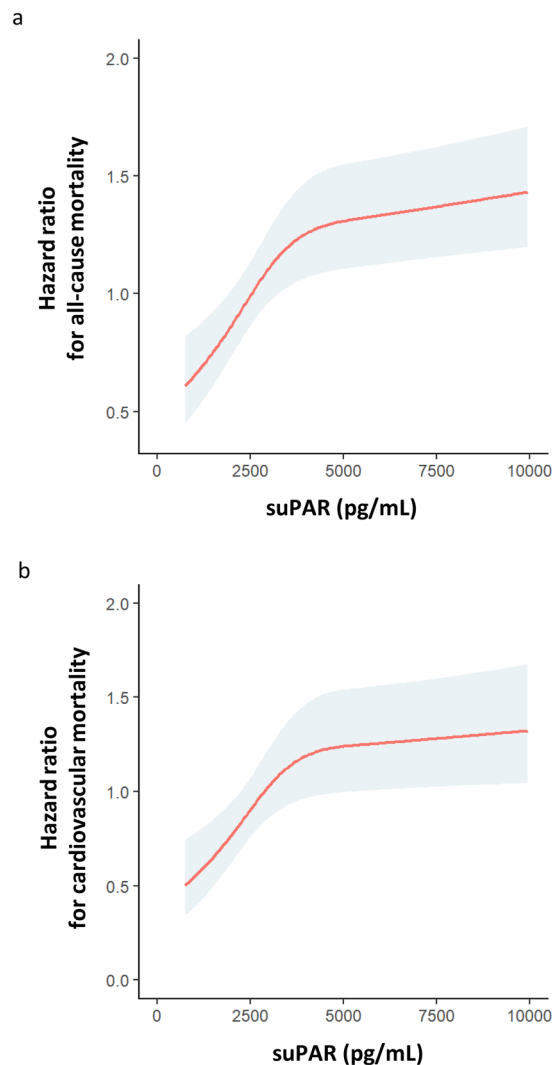 a
2.0
1.5
1.0
0.5
Hazard ratio
for all-cause mortality
0
2500
5000
7500
10000
suPAR (pg/mL)
b
2.0
1.5
1.0
0.5
0.0
Hazard ratio
for cardiovascular mortality
0
2500
5000
7500
10000
suPAR (pg/mL)